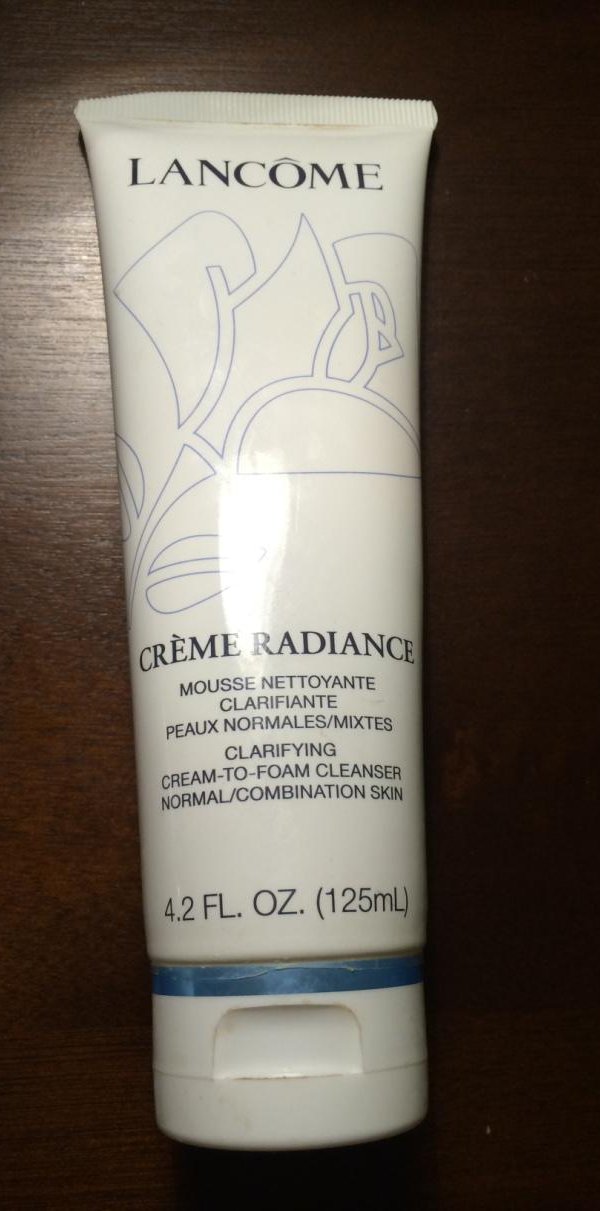 LANCÔME
CRÈME RADIANCE
MOUSSE NETTOYANTE
CLARIFIANTE
PEAUX NORMALES/MIXTES
CLARIFYING
CREAM-TO-FOAM CLEANSER
NORMAL/COMBINATION SKIN
4.2 FL. OZ. (125mL)